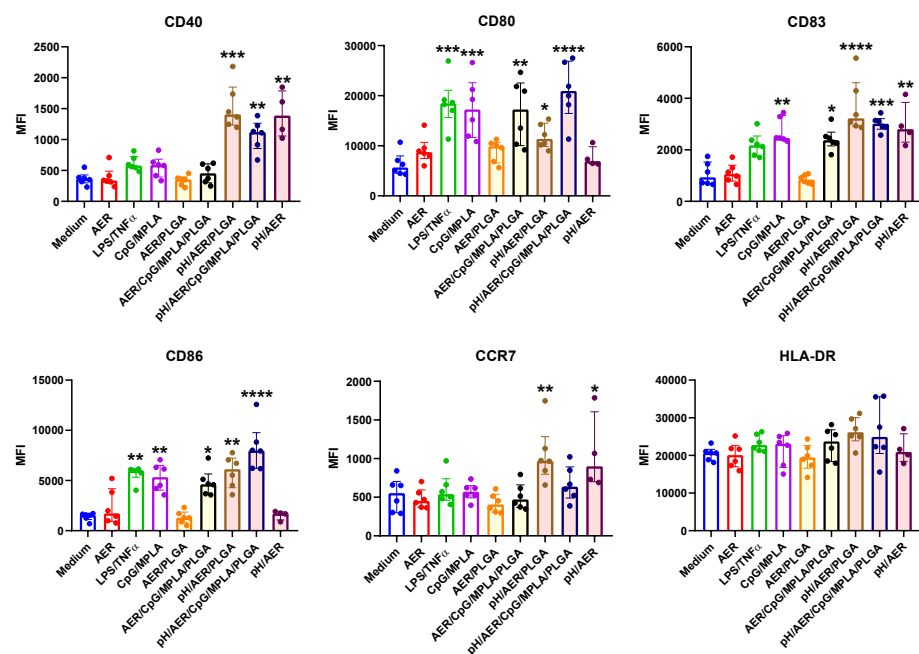 CD40
MFI
2500
2000
1500
1000
500
0
***
**
**
Medium
AER
LPS/TNFα
CpG/MPLA
AER/PLGA
AER/CpG/MPLA/PLGA
pH/AER/PLGA
pH/AER/CpG/MPLA/PLGA
pH/AER
CD80
MFI
30000
20000
10000
0
***
***
**
*
****
Medium
AER
LPS/TNFα
CpG/MPLA
AER/PLGA
AER/CpG/MPLA/PLGA
pH/AER/PLGA
pH/AER/CpG/MPLA/PLGA
pH/AER
CD83
MFI
6000
4000
2000
0
**
*
****
***
**
Medium
AER
LPS/TNFα
CpG/MPLA
AER/PLGA
AER/CpG/MPLA/PLGA
pH/AER/PLGA
pH/AER/CpG/MPLA/PLGA
pH/AER
CD86
MFI
15000
10000
5000
0
**
**
*
**
****
Medium
AER
LPS/TNFα
CpG/MPLA
AER/PLGA
AER/CpG/MPLA/PLGA
pH/AER/PLGA
pH/AER/CpG/MPLA/PLGA
pH/AER
CCR7
MFI
2000
1500
1000
500
0
**
*
Medium
AER
LPS/TNFα
CpG/MPLA
AER/PLGA
AER/CpG/MPLA/PLGA
pH/AER/PLGA
pH/AER/CpG/MPLA/PLGA
pH/AER
HLA-DR
MFI
40000
30000
20000
10000
0
Medium
AER
LPS/TNFα
CpG/MPLA
AER/PLGA
AER/CpG/MPLA/PLGA
pH/AER/PLGA
pH/AER/CpG/MPLA/PLGA
pH/AER